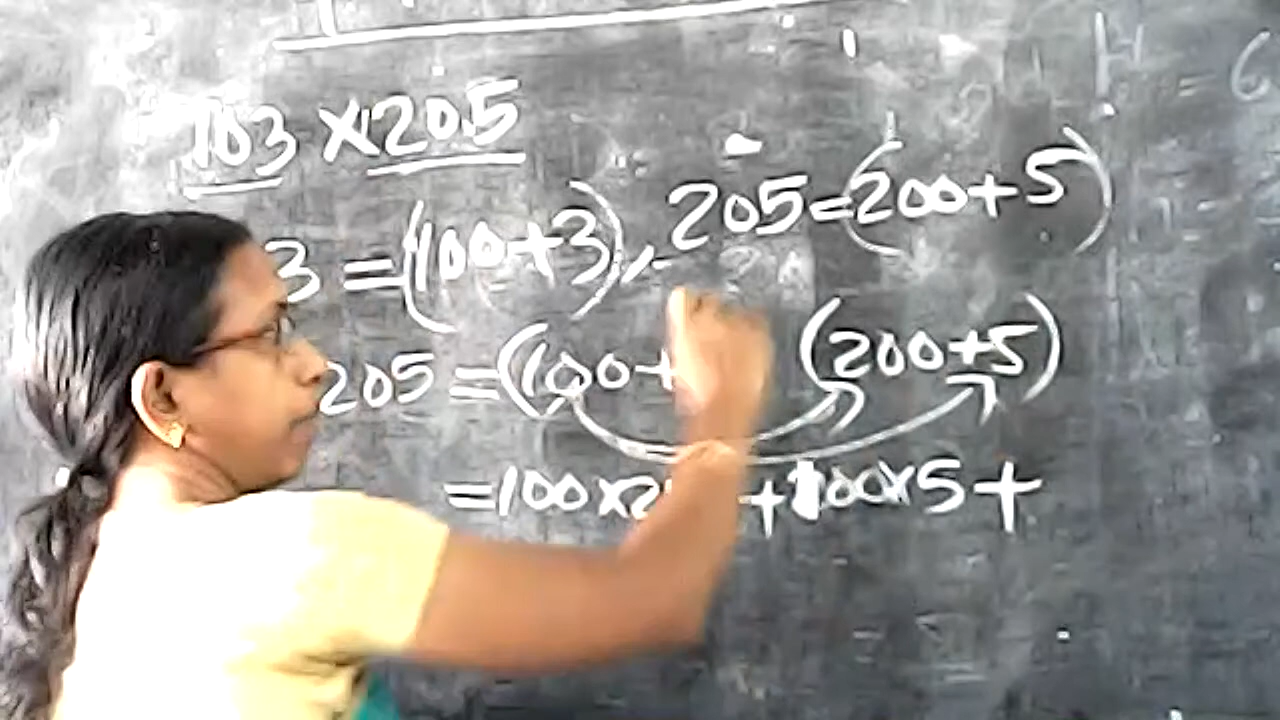 103 × 205
3 = (100+3), 205 = (200+5)
205 = (100+ (200+5)
= 100×2 + 100×5 +